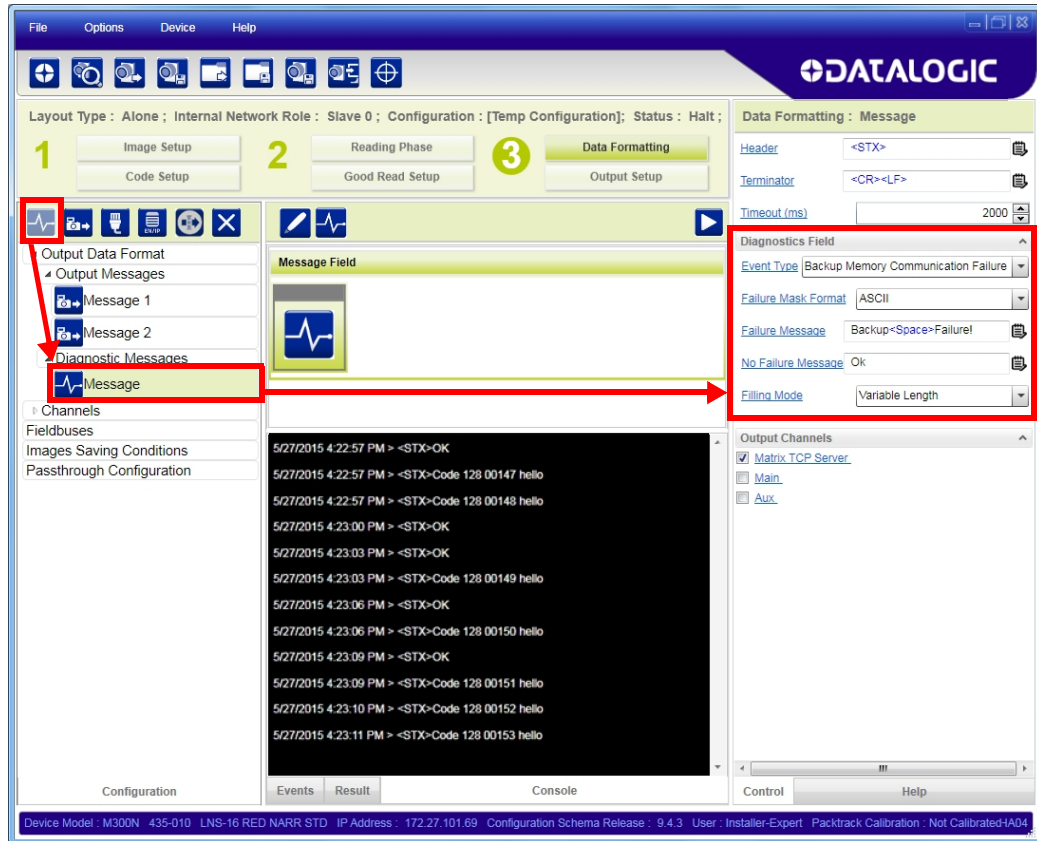 File Options Device Help
DATALOGIC
Layout Type : Alone ; Internal Network Role : Slave 0 ; Configuration : [Temp Configuration]; Status : Halt ;
1 Image Setup
Code Setup
2 Reading Phase
Good Read Setup
3 Data Formatting
Output Setup
EN/IP
Output Data Format
Output Messages
Message 1
Message 2
Diagnostic Messages
Message
Channels
Fieldbuses
Images Saving Conditions
Passthrough Configuration
Configuration
Message Field
5/27/2015 4:22:57 PM > <STX>OK
5/27/2015 4:22:57 PM > <STX>Code 128 00147 hello
5/27/2015 4:22:57 PM > <STX>Code 128 00148 hello
5/27/2015 4:23:00 PM > <STX>OK
5/27/2015 4:23:03 PM > <STX>OK
5/27/2015 4:23:03 PM > <STX>Code 128 00149 hello
5/27/2015 4:23:06 PM > <STX>OK
5/27/2015 4:23:06 PM > <STX>Code 128 00150 hello
5/27/2015 4:23:09 PM > <STX>OK
5/27/2015 4:23:09 PM > <STX>Code 128 00151 hello
5/27/2015 4:23:10 PM > <STX>Code 128 00152 hello
5/27/2015 4:23:11 PM > <STX>Code 128 00153 hello
Events Result Console
Data Formatting : Message
Header <STX>
Terminator <CR><LF>
Timeout (ms) 2000
Diagnostics Field
Event Type Backup Memory Communication Failure
Failure Mask Format ASCII
Failure Message Backup<Space>Failure!
No Failure Message Ok
Filling Mode Variable Length
Output Channels
Matrix TCP Server
Main
Aux
Control Help
Device Model : M300N 435-010 LNS-16 RED NARR STD IP Address : 172.27.101.69 Configuration Schema Release : 9.4.3 User : Installer-Expert Packtrack Calibration : Not Calibrated-IA04